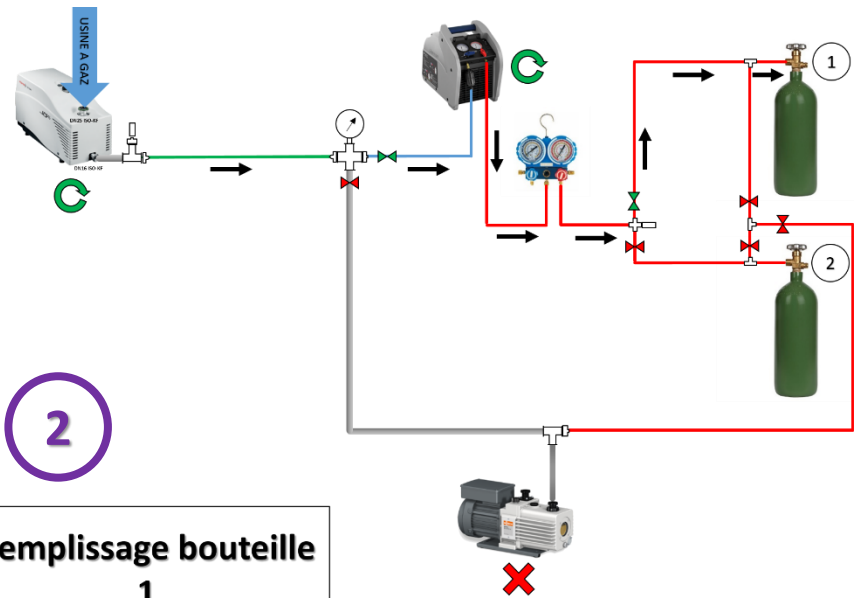 USINE A GAZ
DN25 ISO-KF
DN16 ISO-KF
1
2
2
emplissage bouteille
1